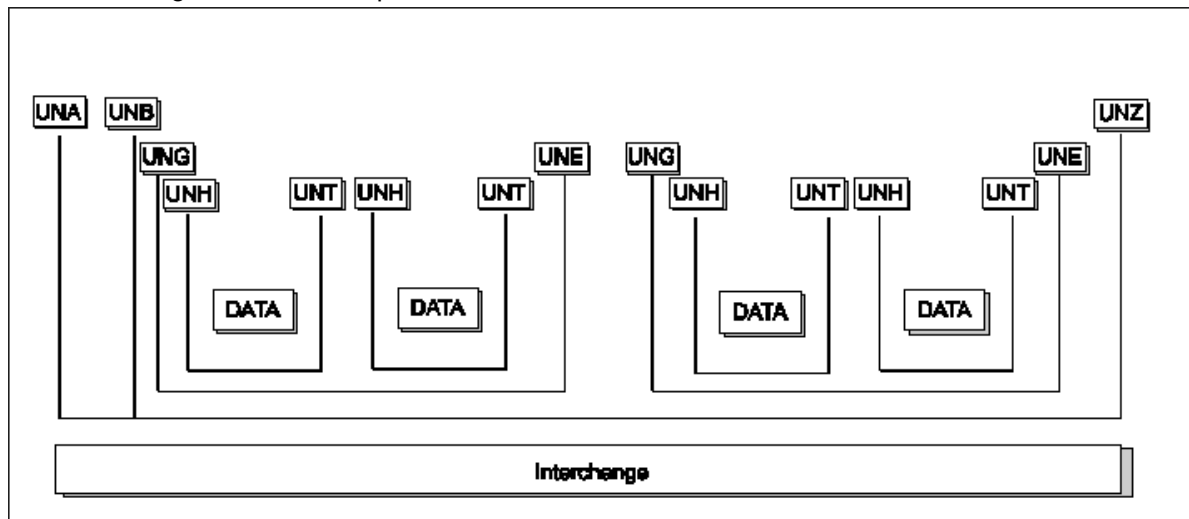 UNA UNB UNZ
UNG UNE UNG UNE
UNH UNT UNH UNT UNH UNT UNH UNT
DATA DATA DATA DATA
Interchange